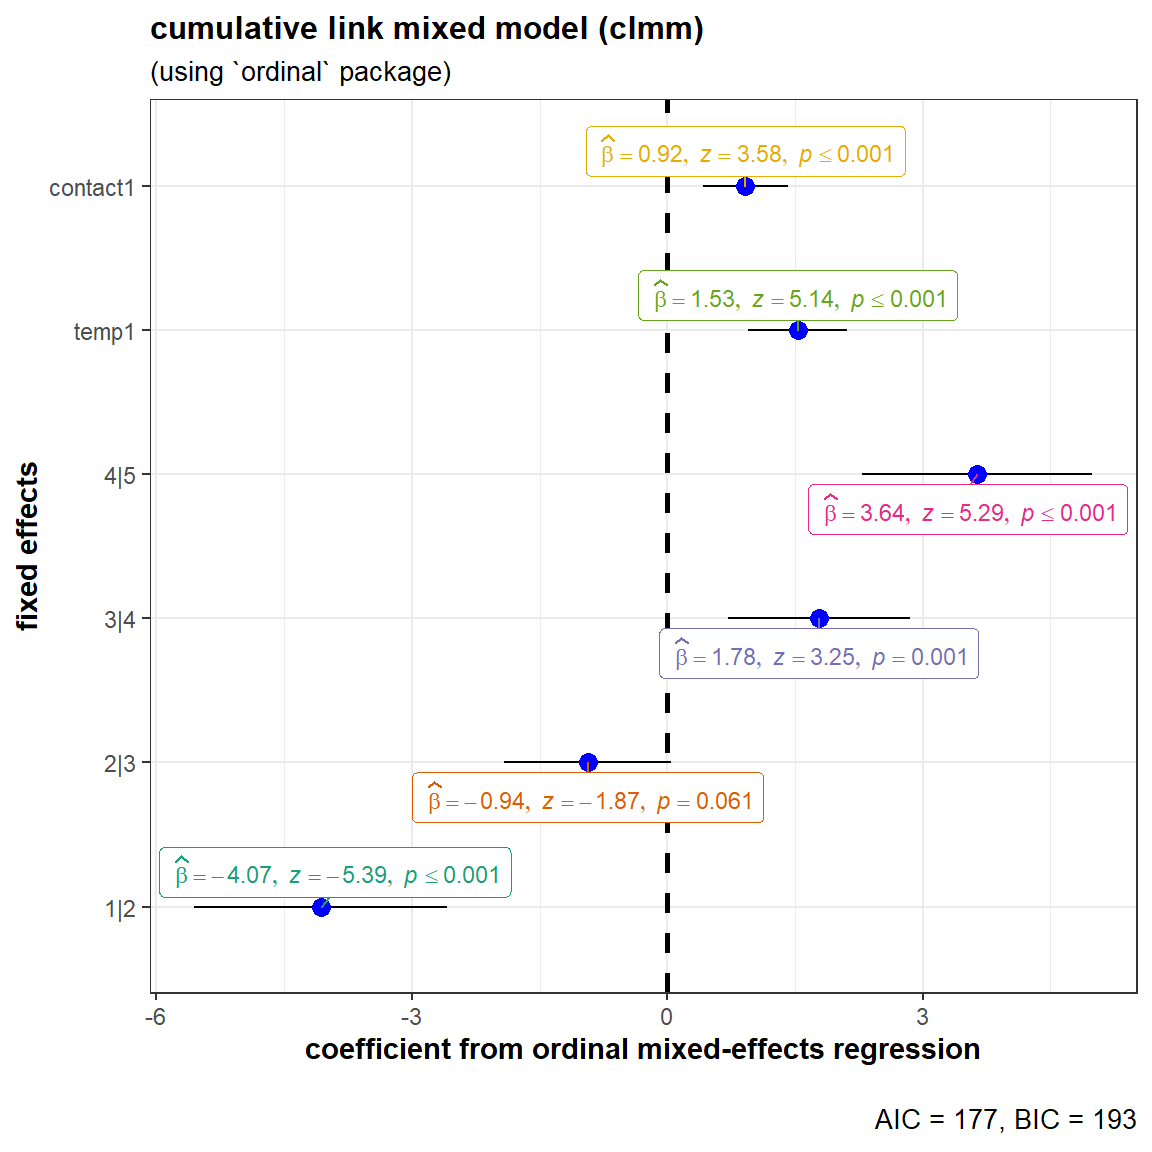 cumulative link mixed model (clmm)
(using `ordinal` package)
fixed effects
contact1
β̂ = 0.92, z = 3.58, p ≤ 0.001
temp1
β̂ = 1.53, z = 5.14, p ≤ 0.001
4|5
β̂ = 3.64, z = 5.29, p ≤ 0.001
3|4
β̂ = 1.78, z = 3.25, p = 0.001
2|3
β̂ = −0.94, z = −1.87, p = 0.061
1|2
β̂ = −4.07, z = −5.39, p ≤ 0.001
-6 -3 0 3
coefficient from ordinal mixed-effects regression
AIC = 177, BIC = 193